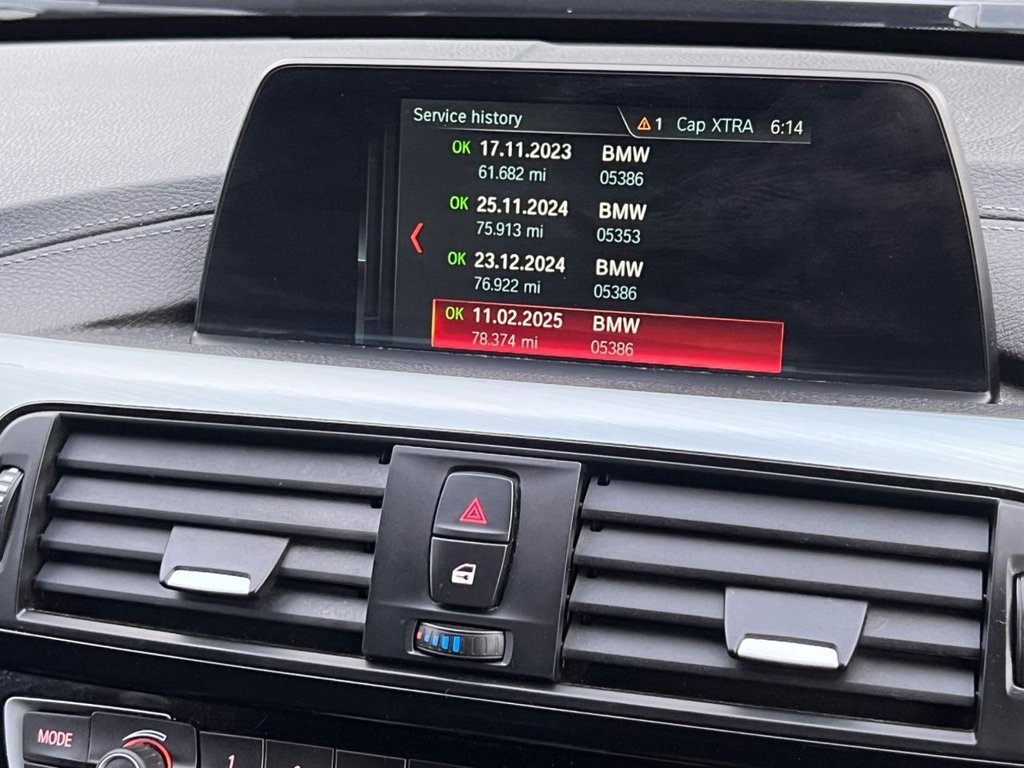 Service history
1 Cap XTRA 6:14
OK 17.11.2023 BMW
61.682 mi 05386
OK 25.11.2024 BMW
75.913 mi 05353
OK 23.12.2024 BMW
76.922 mi 05386
OK 11.02.2025 BMW
78.374 mi 05386
MODE
1